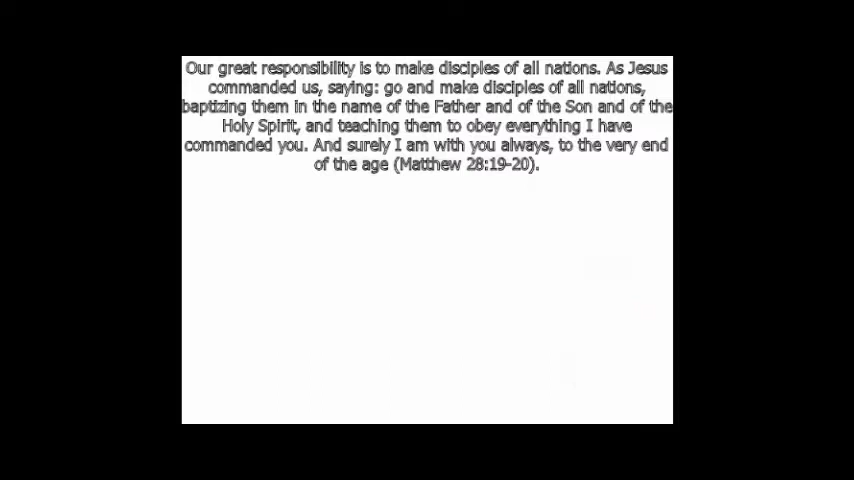 Our great responsibility is to make disciples of all nations. As Jesus
commanded us, saying: go and make disciples of all nations,
baptizing them in the name of the Father and of the Son and of the
Holy Spirit, and teaching them to obey everything I have
commanded you. And surely I am with you always, to the very end
of the age (Matthew 28:19-20).